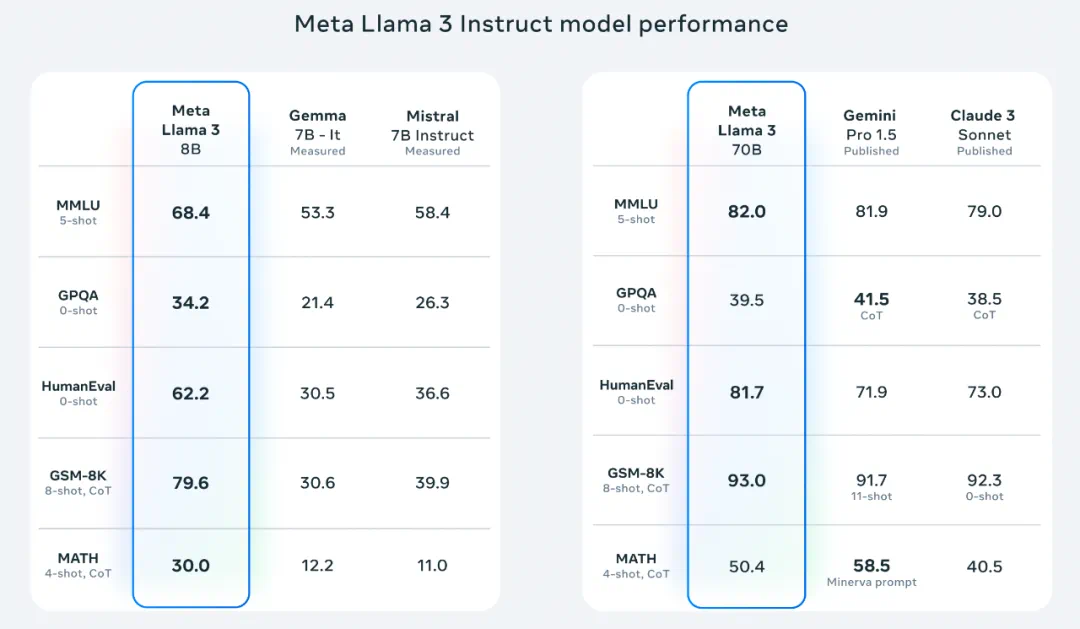 Meta Llama 3 Instruct model performance
Meta
Llama 3
8B
Gemma
7B - It
Measured
Mistral
7B Instruct
Measured
MMLU
5-shot
68.4
53.3
58.4
GPQA
0-shot
34.2
21.4
26.3
HumanEval
0-shot
62.2
30.5
36.6
GSM-8K
8-shot, CoT
79.6
30.6
39.9
MATH
4-shot, CoT
30.0
12.2
11.0
Meta
Llama 3
70B
Gemini
Pro 1.5
Published
Claude 3
Sonnet
Published
MMLU
5-shot
82.0
81.9
79.0
GPQA
0-shot
39.5
41.5
CoT
38.5
CoT
HumanEval
0-shot
81.7
71.9
73.0
GSM-8K
8-shot, CoT
93.0
91.7
11-shot
92.3
0-shot
MATH
4-shot, CoT
50.4
58.5
Minerva prompt
40.5